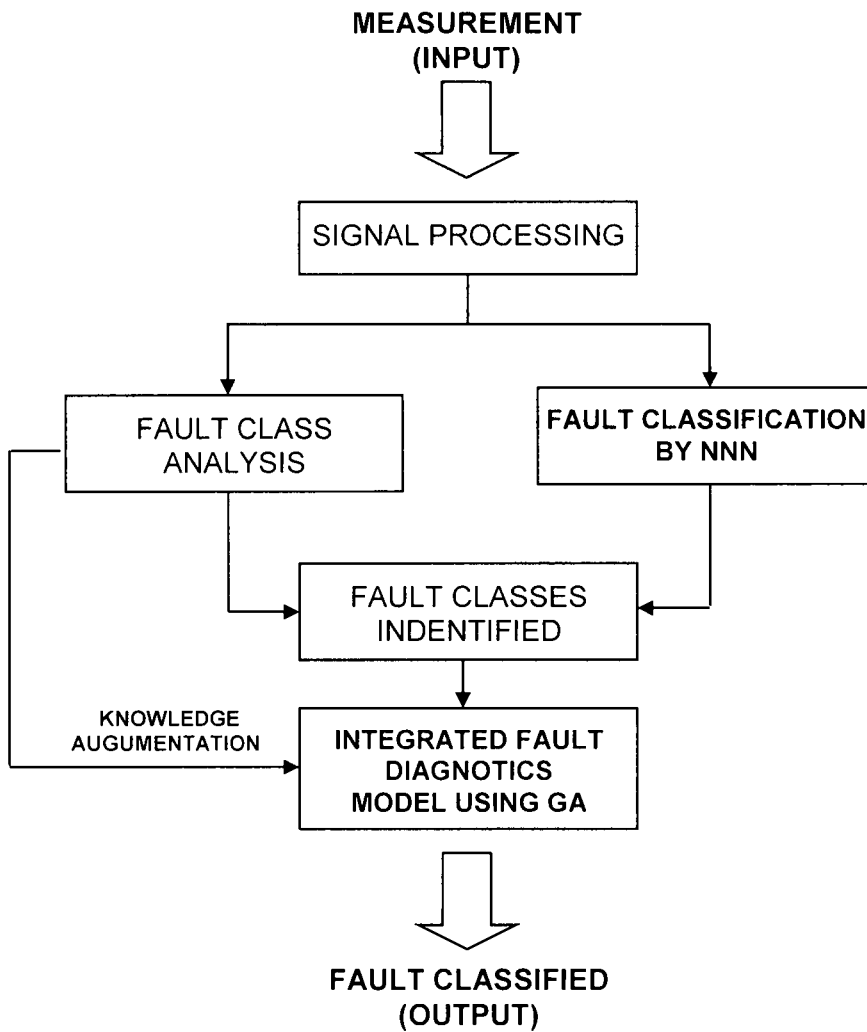 MEASUREMENT
(INPUT)
SIGNAL PROCESSING
FAULT CLASS
ANALYSIS
FAULT CLASSIFICATION
BY NNN
FAULT CLASSES
INDENTIFIED
KNOWLEDGE
AUGUMENTATION
INTEGRATED FAULT
DIAGNOTICS
MODEL USING GA
FAULT CLASSIFIED
(OUTPUT)